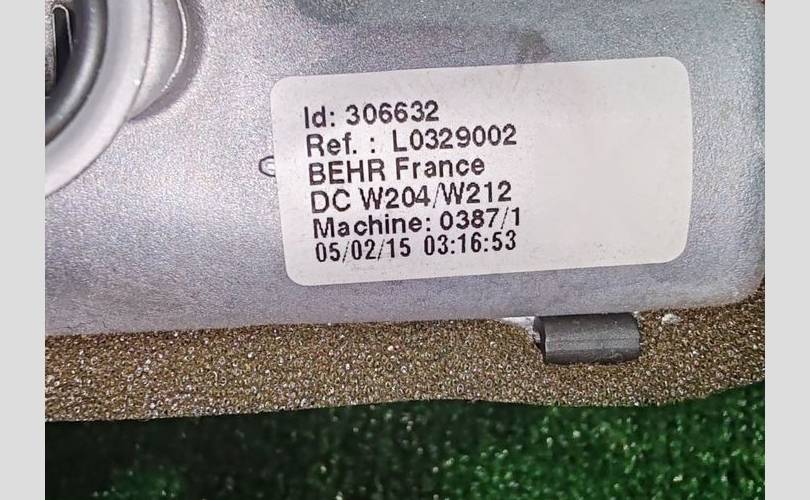 Id: 306632
Ref. : L0329002
BEHR France
DC W204/W212
Machine: 0387/1
05/02/15 03:16:53